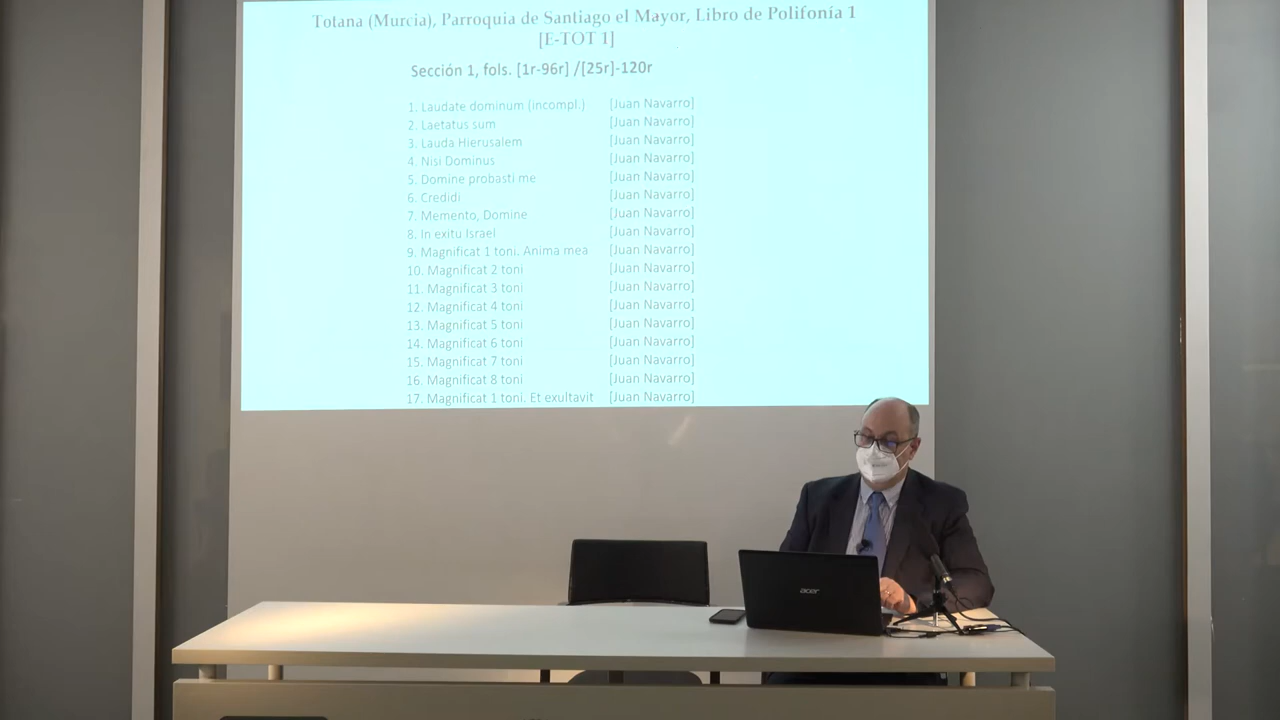 Totana (Murcia), Parroquia de Santiago el Mayor, Libro de Polifonía 1
[E-TOT 1]
Sección 1, fols. [1r-96r] /[25r]-120r
1. Laudate dominum (incompl.) [Juan Navarro]
2. Laetatus sum [Juan Navarro]
3. Lauda Hierusalem [Juan Navarro]
4. Nisi Dominus [Juan Navarro]
5. Domine probasti me [Juan Navarro]
6. Credidi [Juan Navarro]
7. Memento, Domine [Juan Navarro]
8. In exitu Israel [Juan Navarro]
9. Magnificat 1 toni. Anima mea [Juan Navarro]
10. Magnificat 2 toni [Juan Navarro]
11. Magnificat 3 toni [Juan Navarro]
12. Magnificat 4 toni [Juan Navarro]
13. Magnificat 5 toni [Juan Navarro]
14. Magnificat 6 toni [Juan Navarro]
15. Magnificat 7 toni [Juan Navarro]
16. Magnificat 8 toni [Juan Navarro]
17. Magnificat 1 toni. Et exultavit [Juan Navarro]
acer